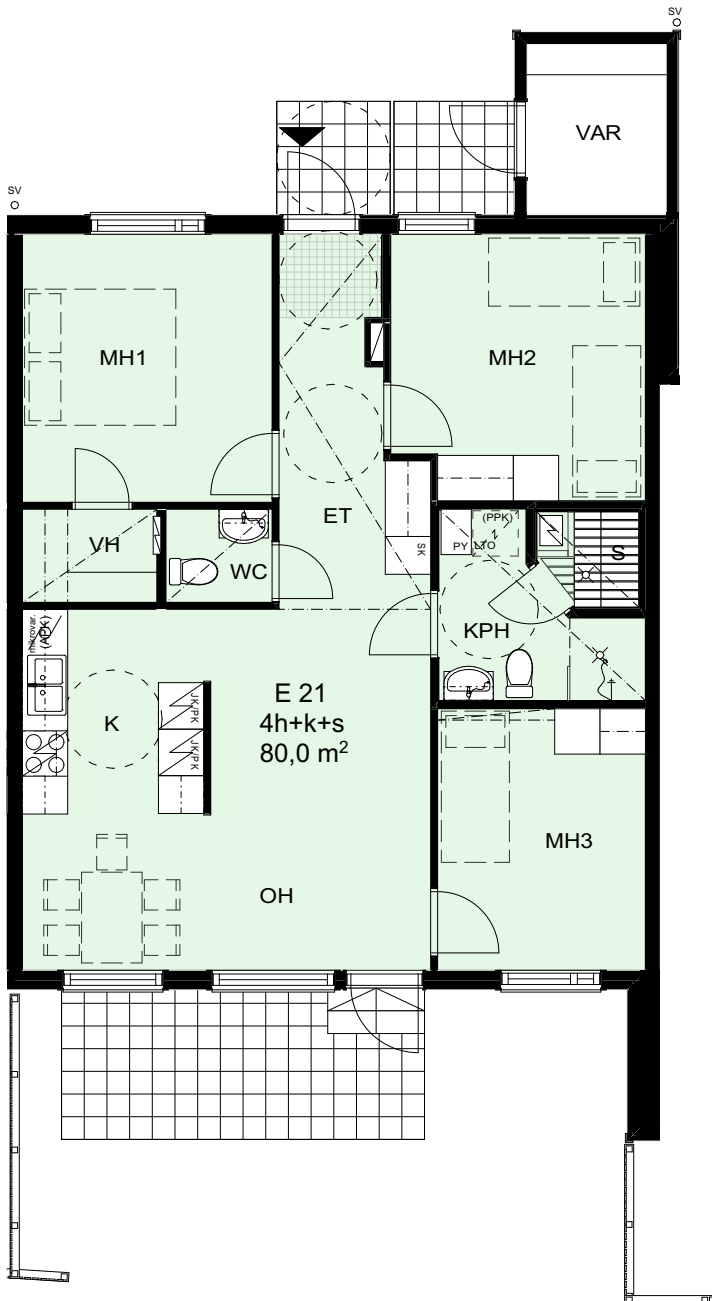 SV
VAR
SV
MH1
MH2
ET
VH
WC
SK
(PPK)
PY LTO
S
KPH
mikrovar.
(APK)
K
JK/PK
JK/PK
E 21
4h+k+s
80,0 m²
MH3
OH